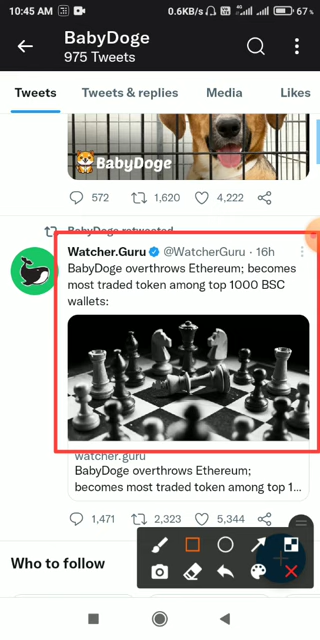 10:45 AM
0.6KB/s
4G
67%
BabyDoge
975 Tweets
Tweets
Tweets & replies
Media
Likes
BabyDoge
572
1,620
4,222
BabyDoge retweeted
Watcher.Guru @WatcherGuru · 16h
BabyDoge overthrows Ethereum; becomes
most traded token among top 1000 BSC
wallets:
watcher.guru
BabyDoge overthrows Ethereum;
becomes most traded token among top 1...
1,471
2,323
5,344
Who to follow